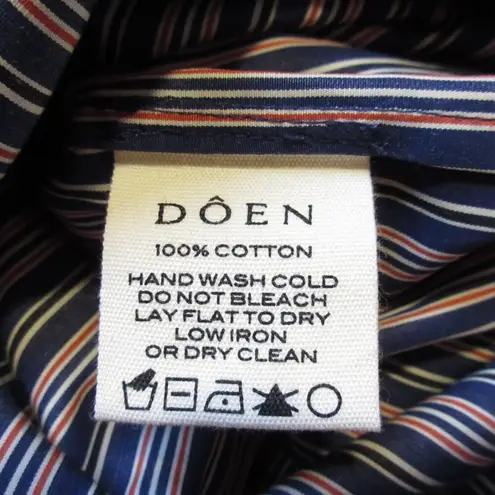 DÔEN
100% COTTON
HAND WASH COLD
DO NOT BLEACH
LAY FLAT TO DRY
LOW IRON
OR DRY CLEAN